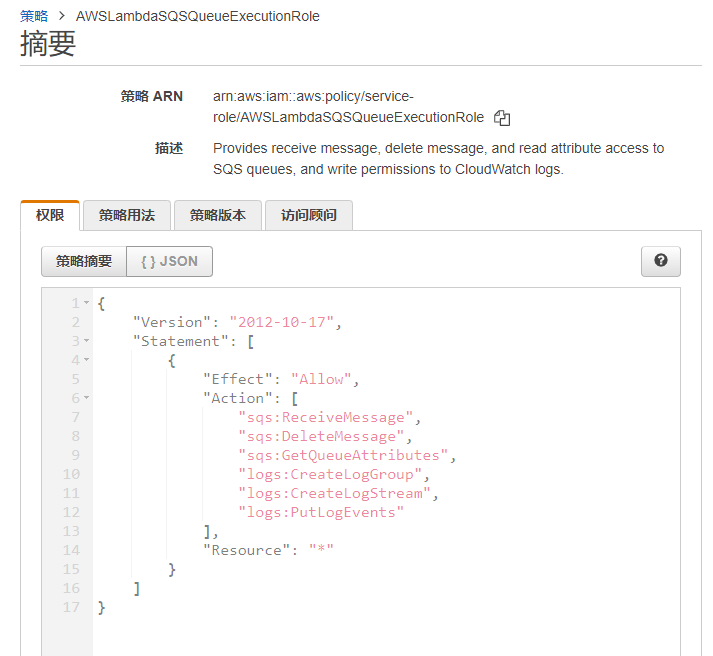 策略 > AWSLambdaSQSQueueExecutionRole
摘要
策略 ARN arn:aws:iam::aws:policy/service-
role/AWSLambdaSQSQueueExecutionRole
描述 Provides receive message, delete message, and read attribute access to
SQS queues, and write permissions to CloudWatch logs.
权限 策略用法 策略版本 访问顾问
策略摘要 { } JSON ?
1 {
2     "Version": "2012-10-17",
3     "Statement": [
4         {
5             "Effect": "Allow",
6             "Action": [
7                 "sqs:ReceiveMessage",
8                 "sqs:DeleteMessage",
9                 "sqs:GetQueueAttributes",
10                 "logs:CreateLogGroup",
11                 "logs:CreateLogStream",
12                 "logs:PutLogEvents"
13             ],
14             "Resource": "*"
15         }
16     ]
17 }